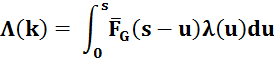 Λ(k) = ∫₀ˢ F̄_G(s − u)λ(u)du